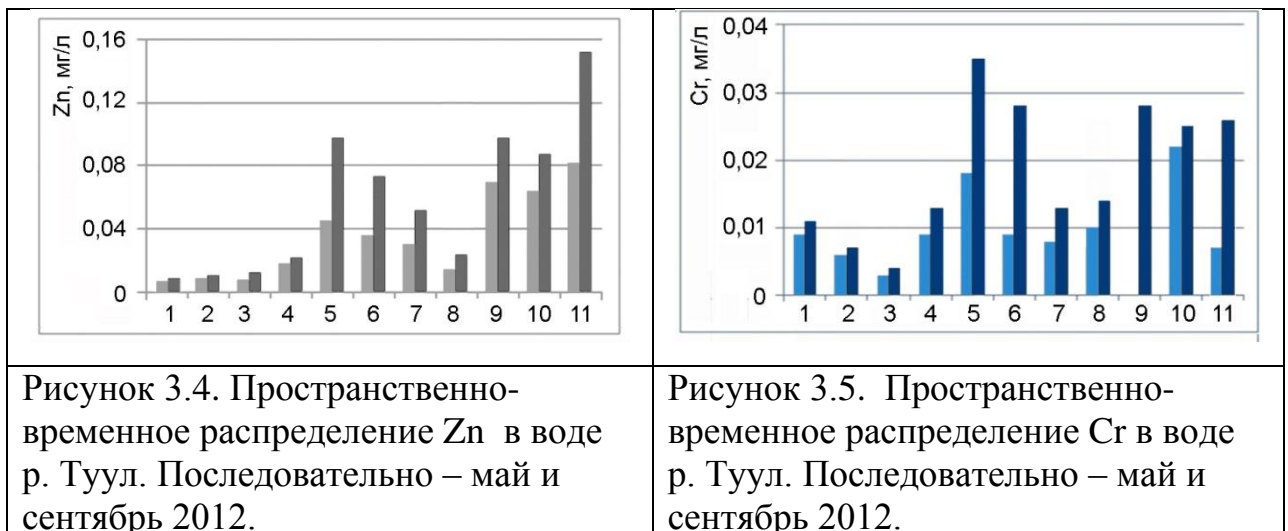 Zn, мг/л
0,16
0,12
0,08
0,04
0
1 2 3 4 5 6 7 8 9 10 11
Cr, мг/л
0,04
0,03
0,02
0,01
0
1 2 3 4 5 6 7 8 9 10 11
Рисунок 3.4. Пространственно-
временное распределение Zn в воде
р. Туул. Последовательно – май и
сентябрь 2012.
Рисунок 3.5. Пространственно-
временное распределение Cr в воде
р. Туул. Последовательно – май и
сентябрь 2012.